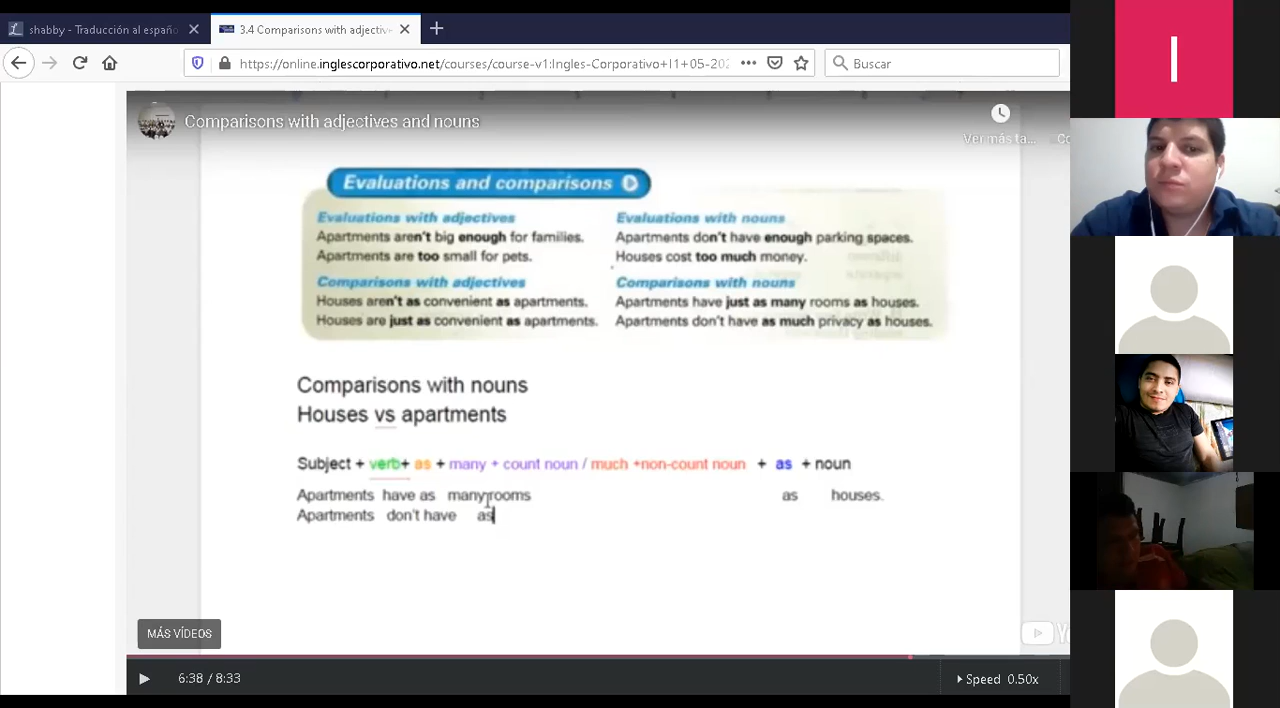 shabby - Traducción al españo
3.4 Comparisons with adjective
https://online.inglescorporativo.net/courses/course-v1:Ingles-Corporativo+I1+05-202
Buscar
Comparisons with adjectives and nouns
Ver más ta...
Evaluations and comparisons
Evaluations with adjectives
Apartments aren't big enough for families.
Apartments are too small for pets.
Comparisons with adjectives
Houses aren't as convenient as apartments.
Houses are just as convenient as apartments.
Evaluations with nouns
Apartments don't have enough parking spaces.
Houses cost too much money.
Comparisons with nouns
Apartments have just as many rooms as houses.
Apartments don't have as much privacy as houses.
Comparisons with nouns
Houses vs apartments
Subject + verb+ as + many + count noun / much +non-count noun + as + noun
Apartments have as many rooms as houses.
Apartments don't have as
MÁS VÍDEOS
6:38 / 8:33
Speed 0.50x
I